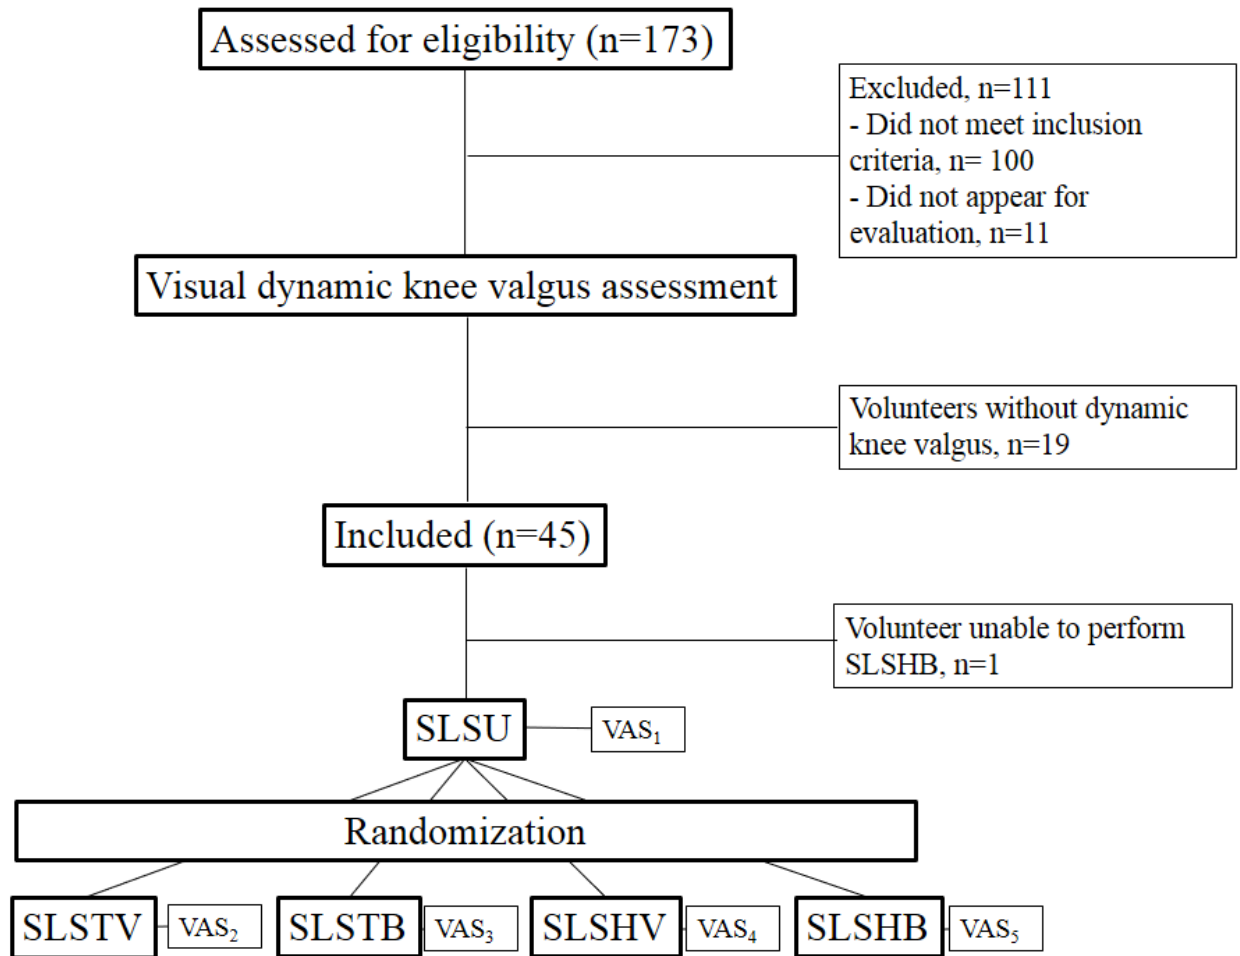 Assessed for eligibility (n=173)
Excluded, n=111
- Did not meet inclusion
criteria, n= 100
- Did not appear for
evaluation, n=11
Visual dynamic knee valgus assessment
Volunteers without dynamic
knee valgus, n=19
Included (n=45)
Volunteer unable to perform
SLSHB, n=1
SLSU
VAS₁
Randomization
SLSTV
VAS₂
SLSTB
VAS₃
SLSHV
VAS₄
SLSHB
VAS₅